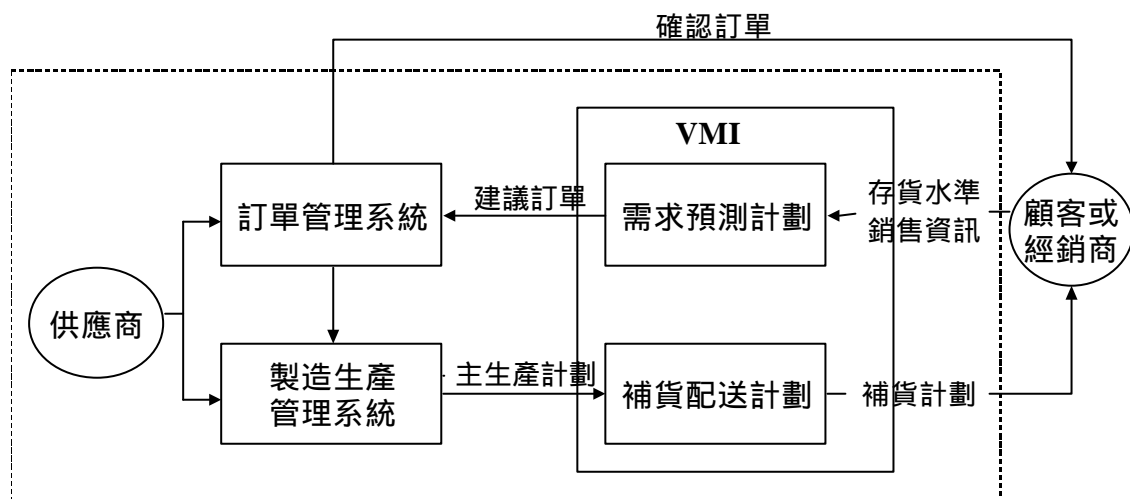 確認訂單
VMI
訂單管理系統
建議訂單
需求預測計劃
存貨水準
銷售資訊
顧客或
經銷商
供應商
製造生產
管理系統
主生產計劃
補貨配送計劃
補貨計劃